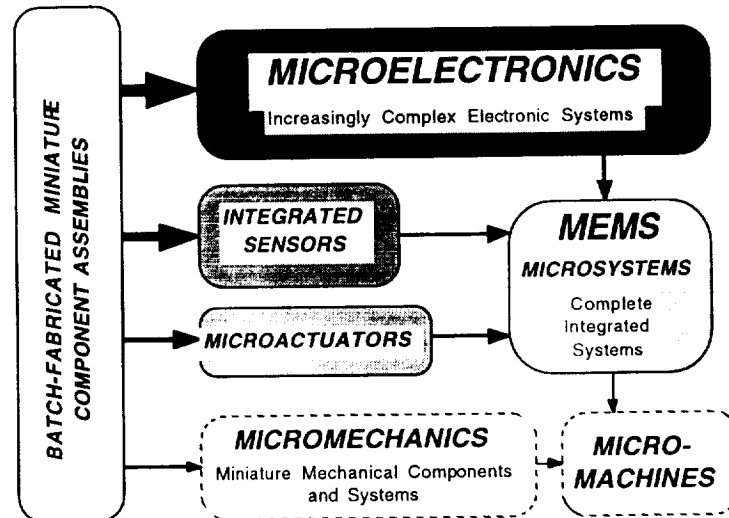 BATCH-FABRICATED MINIATURE
COMPONENT ASSEMBLIES
MICROELECTRONICS
Increasingly Complex Electronic Systems
INTEGRATED
SENSORS
MICROACTUATORS
MEMS
MICROSYSTEMS
Complete
Integrated
Systems
MICROMECHANICS
Miniature Mechanical Components
and Systems
MICRO-
MACHINES